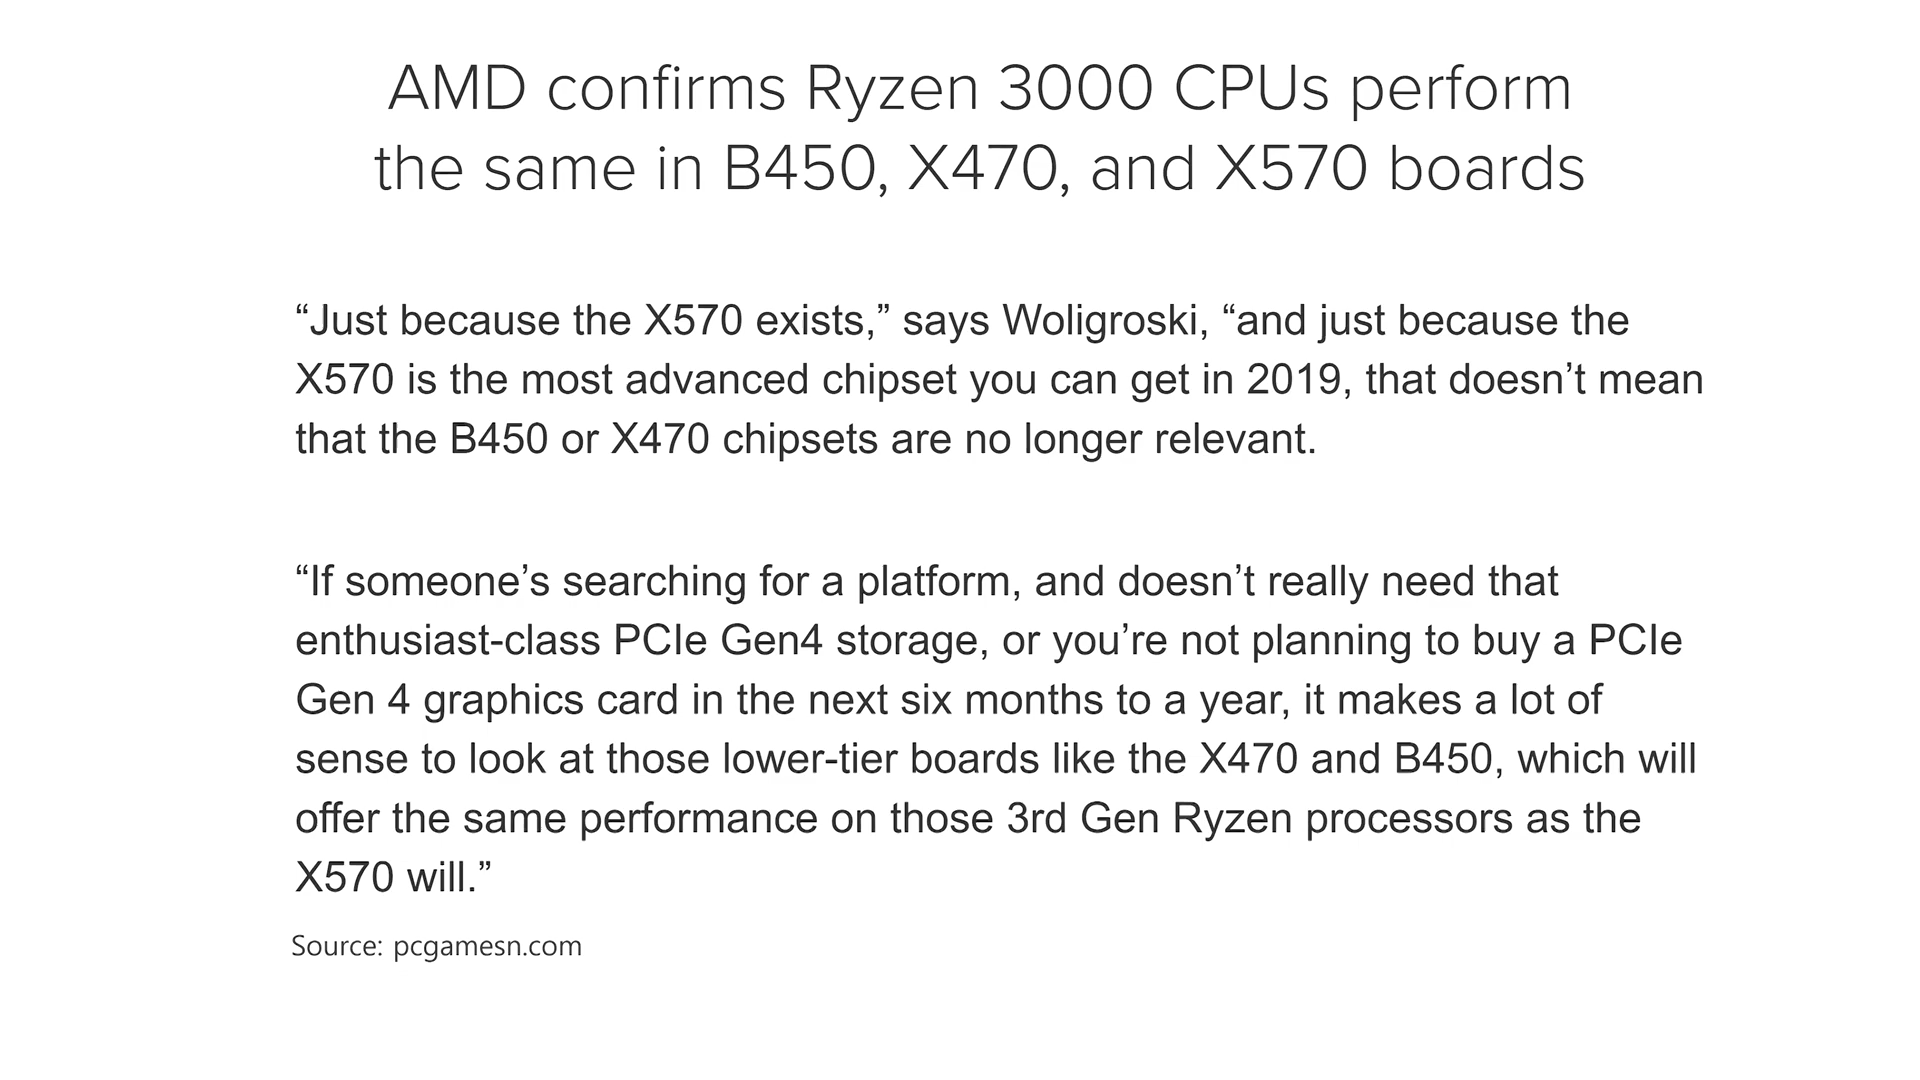 AMD confirms Ryzen 3000 CPUs perform
the same in B450, X470, and X570 boards
“Just because the X570 exists,” says Woligroski, “and just because the
X570 is the most advanced chipset you can get in 2019, that doesn’t mean
that the B450 or X470 chipsets are no longer relevant.
“If someone’s searching for a platform, and doesn’t really need that
enthusiast-class PCIe Gen4 storage, or you’re not planning to buy a PCIe
Gen 4 graphics card in the next six months to a year, it makes a lot of
sense to look at those lower-tier boards like the X470 and B450, which will
offer the same performance on those 3rd Gen Ryzen processors as the
X570 will.”
Source: pcgamesn.com